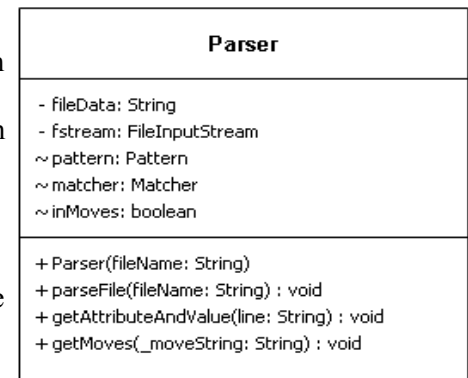 Parser
- fileData: String
- fstream: FileInputStream
~ pattern: Pattern
~ matcher: Matcher
~ inMoves: boolean
+ Parser(fileName: String)
+ parseFile(fileName: String) : void
+ getAttributeAndValue(line: String) : void
+ getMoves(_moveString: String) : void